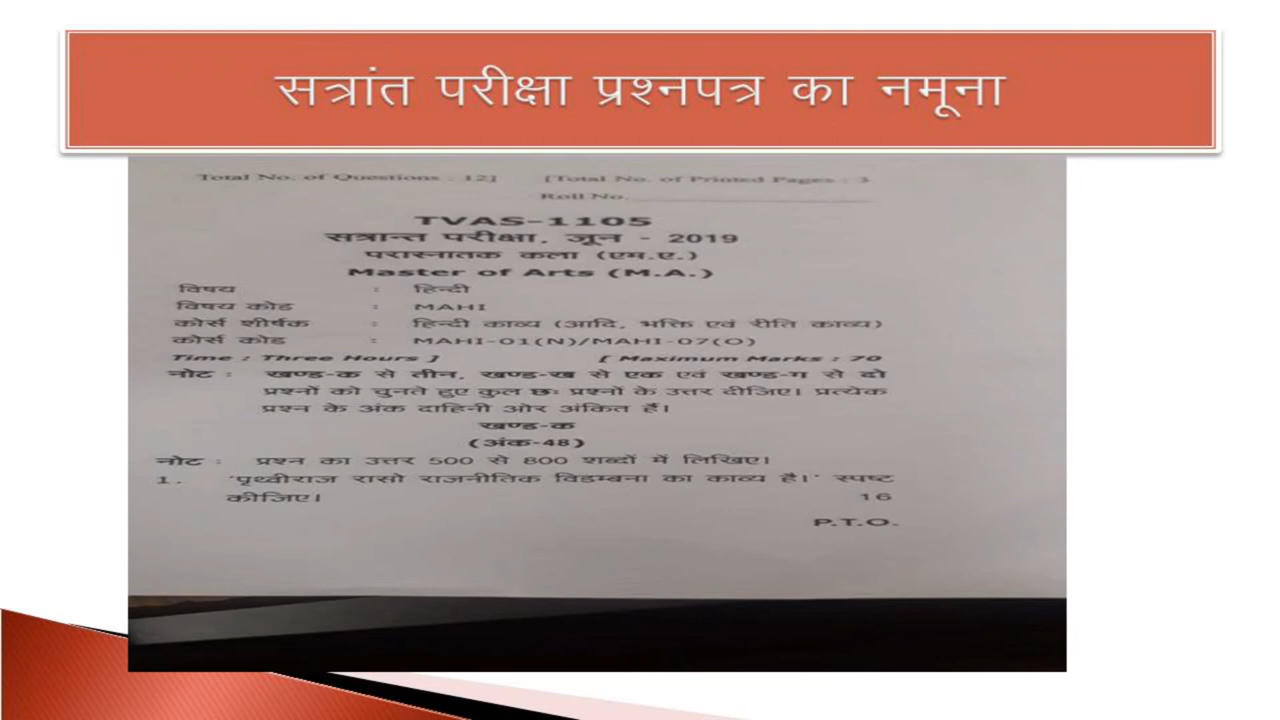 सत्रांत परीक्षा प्रश्नपत्र का नमूना
Total No. of Questions : 12] [Total No. of Printed Pages : 3
Roll No.
TVAS-1105
सत्रान्त परीक्षा, जून - 2019
परास्नातक कला (एम.ए.)
Master of Arts (M.A.)
विषय : हिन्दी
विषय कोड : MAHI
कोर्स शीर्षक : हिन्दी काव्य (आदि, भक्ति एवं रीति काव्य)
कोर्स कोड : MAHI-01(N)/MAHI-07(O)
Time : Three Hours ] [ Maximum Marks : 70
नोट : खण्ड-क से तीन, खण्ड-ख से एक एवं खण्ड-ग से दो
प्रश्नों को चुनते हुए कुल छः प्रश्नों के उत्तर दीजिए। प्रत्येक
प्रश्न के अंक दाहिनी ओर अंकित हैं।
खण्ड-क
(अंक-48)
नोट : प्रश्न का उत्तर 500 से 800 शब्दों में लिखिए।
1. 'पृथ्वीराज रासो राजनीतिक विडम्बना का काव्य है।' स्पष्ट
कीजिए। 16
P.T.O.